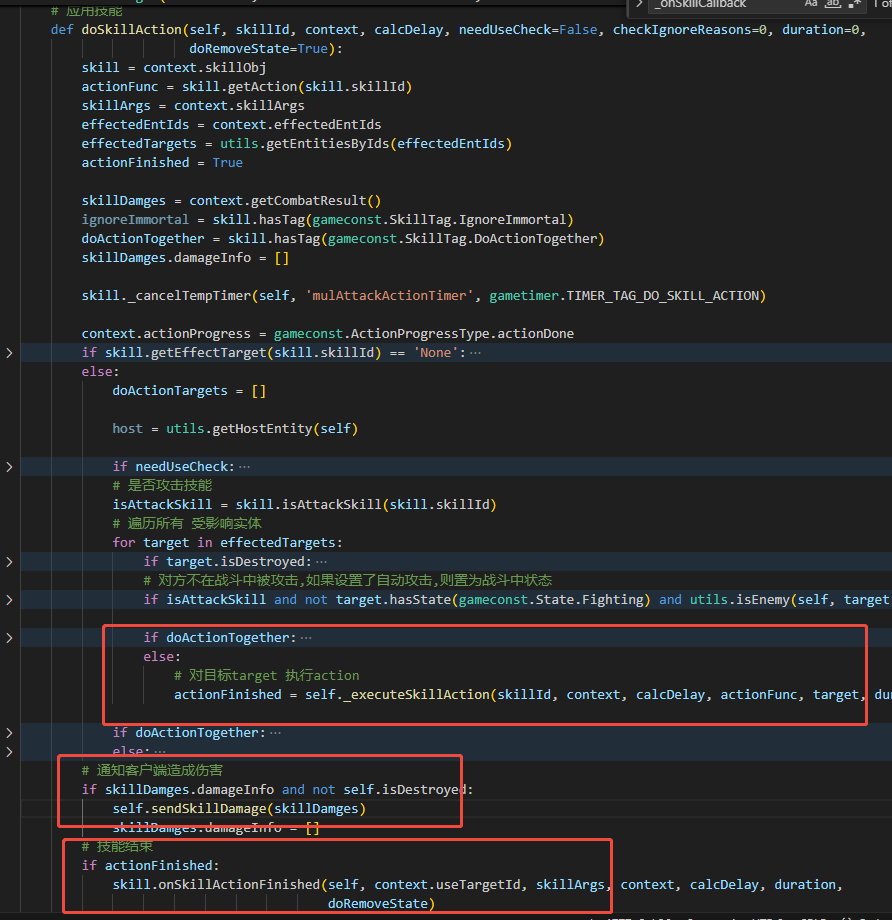 _onSkillCallback Aa ab .*
# 应用技能
def doSkillAction(self, skillId, context, calcDelay, needUseCheck=False, checkIgnoreReasons=0, duration=0,
doRemoveState=True):
skill = context.skillObj
actionFunc = skill.getAction(skill.skillId)
skillArgs = context.skillArgs
effectedEntIds = context.effectedEntIds
effectedTargets = utils.getEntitiesByIds(effectedEntIds)
actionFinished = True
skillDamges = context.getCombatResult()
ignoreImmortal = skill.hasTag(gameconst.SkillTag.IgnoreImmortal)
doActionTogether = skill.hasTag(gameconst.SkillTag.DoActionTogether)
skillDamges.damageInfo = []
skill._cancelTempTimer(self, 'mulAttackActionTimer', gametimer.TIMER_TAG_DO_SKILL_ACTION)
context.actionProgress = gameconst.ActionProgressType.actionDone
if skill.getEffectTarget(skill.skillId) == 'None':···
else:
doActionTargets = []
host = utils.getHostEntity(self)
if needUseCheck:···
# 是否攻击技能
isAttackSkill = skill.isAttackSkill(skill.skillId)
# 遍历所有 受影响实体
for target in effectedTargets:
if target.isDestroyed:···
# 对方不在战斗中被攻击,如果设置了自动攻击,则置为战斗中状态
if isAttackSkill and not target.hasState(gameconst.State.Fighting) and utils.isEnemy(self, target
if doActionTogether:···
else:
# 对目标target 执行action
actionFinished = self._executeSkillAction(skillId, context, calcDelay, actionFunc, target, du
if doActionTogether:···
else:···
# 通知客户端造成伤害
if skillDamges.damageInfo and not self.isDestroyed:
self.sendSkillDamage(skillDamges)
skillDamges.damageInfo = []
# 技能结束
if actionFinished:
skill.onSkillActionFinished(self, context.useTargetId, skillArgs, context, calcDelay, duration,
doRemoveState)